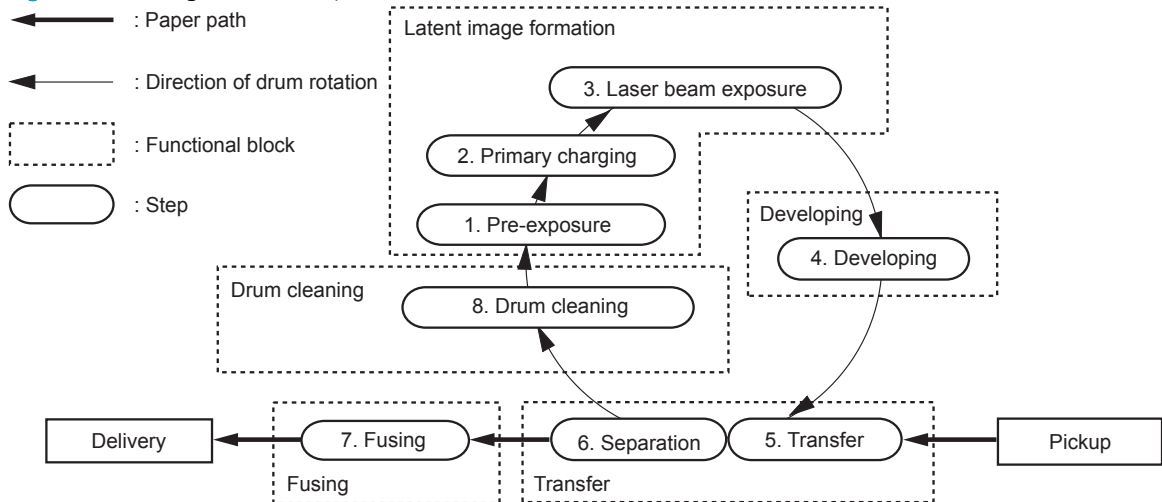 : Paper path
: Direction of drum rotation
: Functional block
: Step
Latent image formation
3. Laser beam exposure
2. Primary charging
1. Pre-exposure
Developing
4. Developing
Drum cleaning
8. Drum cleaning
Delivery
7. Fusing
6. Separation
5. Transfer
Pickup
Fusing
Transfer